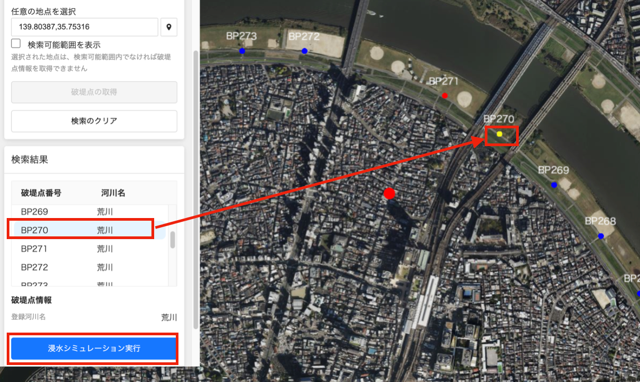 任意の地点を選択
139.80387,35.75316
検索可能範囲を表示
選択された地点は、検索可能範囲内でなければ破堤
点情報を取得できません
破堤点の取得
検索のクリア
検索結果
破堤点番号 河川名
BP269 荒川
BP270 荒川
BP271 荒川
BP272 荒川
BP273 荒川
破堤点情報
登録河川名 荒川
浸水シミュレーション実行
BP273
BP272
BP271
BP270
BP269
BP268